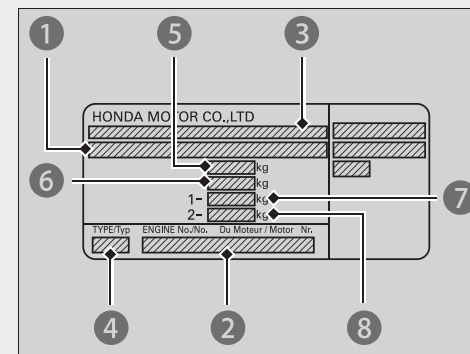 1 5 3
HONDA MOTOR CO.,LTD
kg
6 kg
1- kg 7
2- kg
TYPE/Typ ENGINE No./No. Du Moteur / Motor Nr.
4 2 8